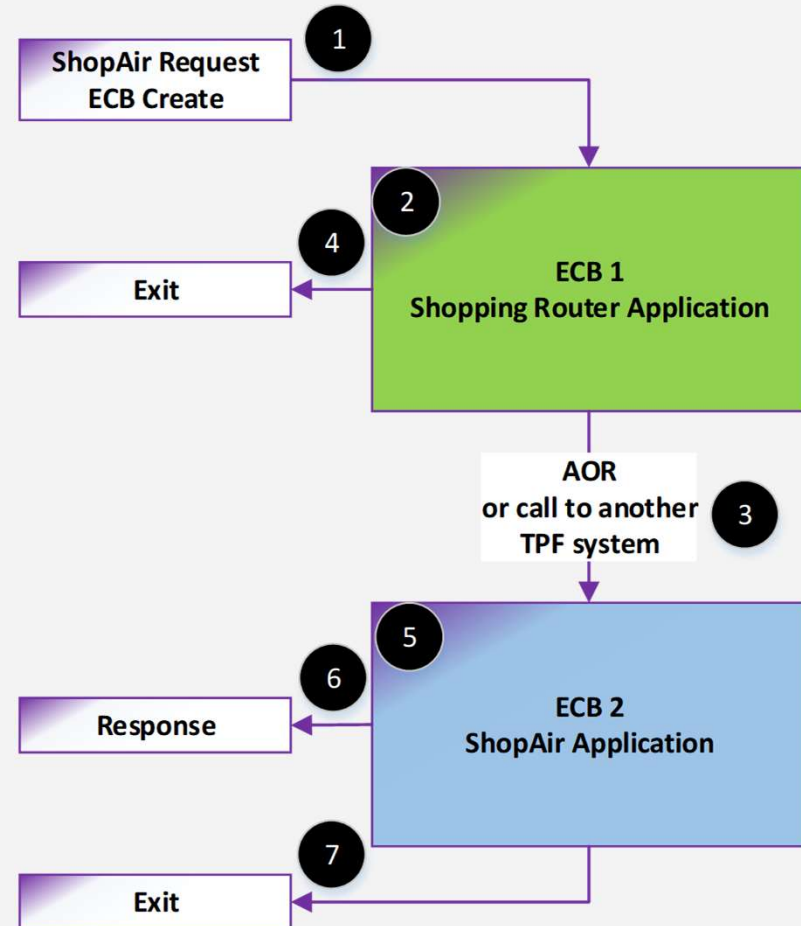 1
ShopAir Request
ECB Create
2
4
Exit
ECB 1
Shopping Router Application
AOR
or call to another
TPF system
3
5
6
Response
ECB 2
ShopAir Application
7
Exit